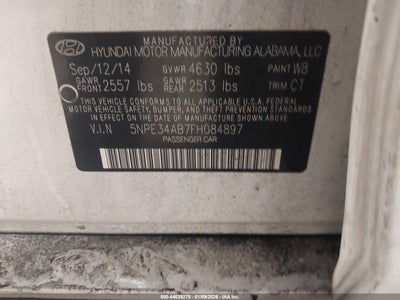 MFD. BY
HYUNDAI MOTOR MANUFACTURING ALABAMA, LLC
Sep/12/14 GVWR 4630 lbs PAINT W8
GAWR FRONT 2557 lbs GAWR REAR 2513 lbs TRIM CT
THIS VEHICLE CONFORMS TO ALL APPLICABLE U.S. FEDERAL
MOTOR VEHICLE SAFETY, BUMPER, AND THEFT PREVENTION STANDARDS
IN EFFECT ON THE DATE OF MANUFACTURE SHOWN ABOVE.
V.I.N 5NPE34AB7FH084897
PASSENGER CAR